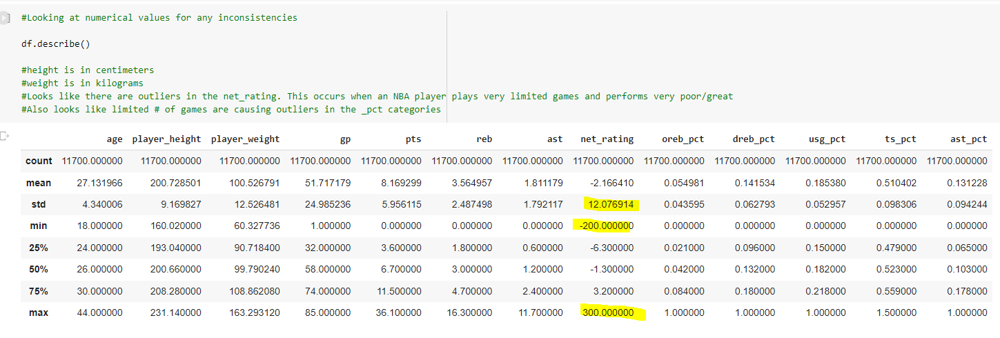 #Looking at numerical values for any inconsistencies
df.describe()
#height is in centimeters
#weight is in kilograms
#Looks like there are outliers in the net_rating. This occurs when an NBA player plays very limited games and performs very poor/great
#Also looks like limited # of games are causing outliers in the _pct categories
age player_height player_weight gp pts reb ast net_rating oreb_pct dreb_pct usg_pct ts_pct ast_pct
count 11700.000000 11700.000000 11700.000000 11700.000000 11700.000000 11700.000000 11700.000000 11700.000000 11700.000000 11700.000000 11700.000000 11700.000000 11700.000000
mean 27.131966 200.728501 100.526791 51.717179 8.169299 3.564957 1.811179 -2.166410 0.054981 0.141534 0.185380 0.510402 0.131228
std 4.340006 9.169827 12.526481 24.985236 5.956115 2.487498 1.792117 12.076914 0.043595 0.062793 0.052957 0.098306 0.094244
min 18.000000 160.020000 60.327736 1.000000 0.000000 0.000000 0.000000 -200.000000 0.000000 0.000000 0.000000 0.000000 0.000000
25% 24.000000 193.040000 90.718400 32.000000 3.600000 1.800000 0.600000 -6.300000 0.021000 0.096000 0.150000 0.479000 0.065000
50% 26.000000 200.660000 99.790240 58.000000 6.700000 3.000000 1.200000 -1.300000 0.042000 0.132000 0.182000 0.523000 0.103000
75% 30.000000 208.280000 108.862080 74.000000 11.500000 4.700000 2.400000 3.200000 0.084000 0.180000 0.218000 0.559000 0.178000
max 44.000000 231.140000 163.293120 85.000000 36.100000 16.300000 11.700000 300.000000 1.000000 1.000000 1.000000 1.500000 1.000000